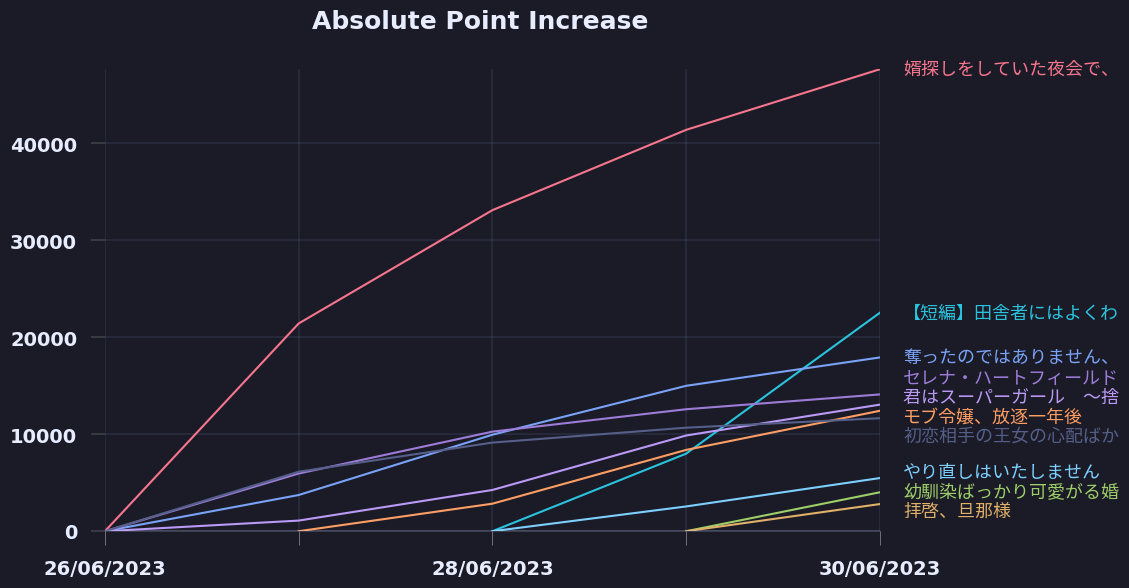 Absolute Point Increase
婿探しをしていた夜会で、
40000
30000
【短編】田舎者にはよくわ
20000
奪ったのではありません、
セレナ・ハートフィールド
君はスーパーガール　～捨
モブ令嬢、放逐一年後
10000
初恋相手の王女の心配ばか
やり直しはいたしません
幼馴染ばっかり可愛がる婚
拝啓、旦那様
0
26/06/2023
28/06/2023
30/06/2023